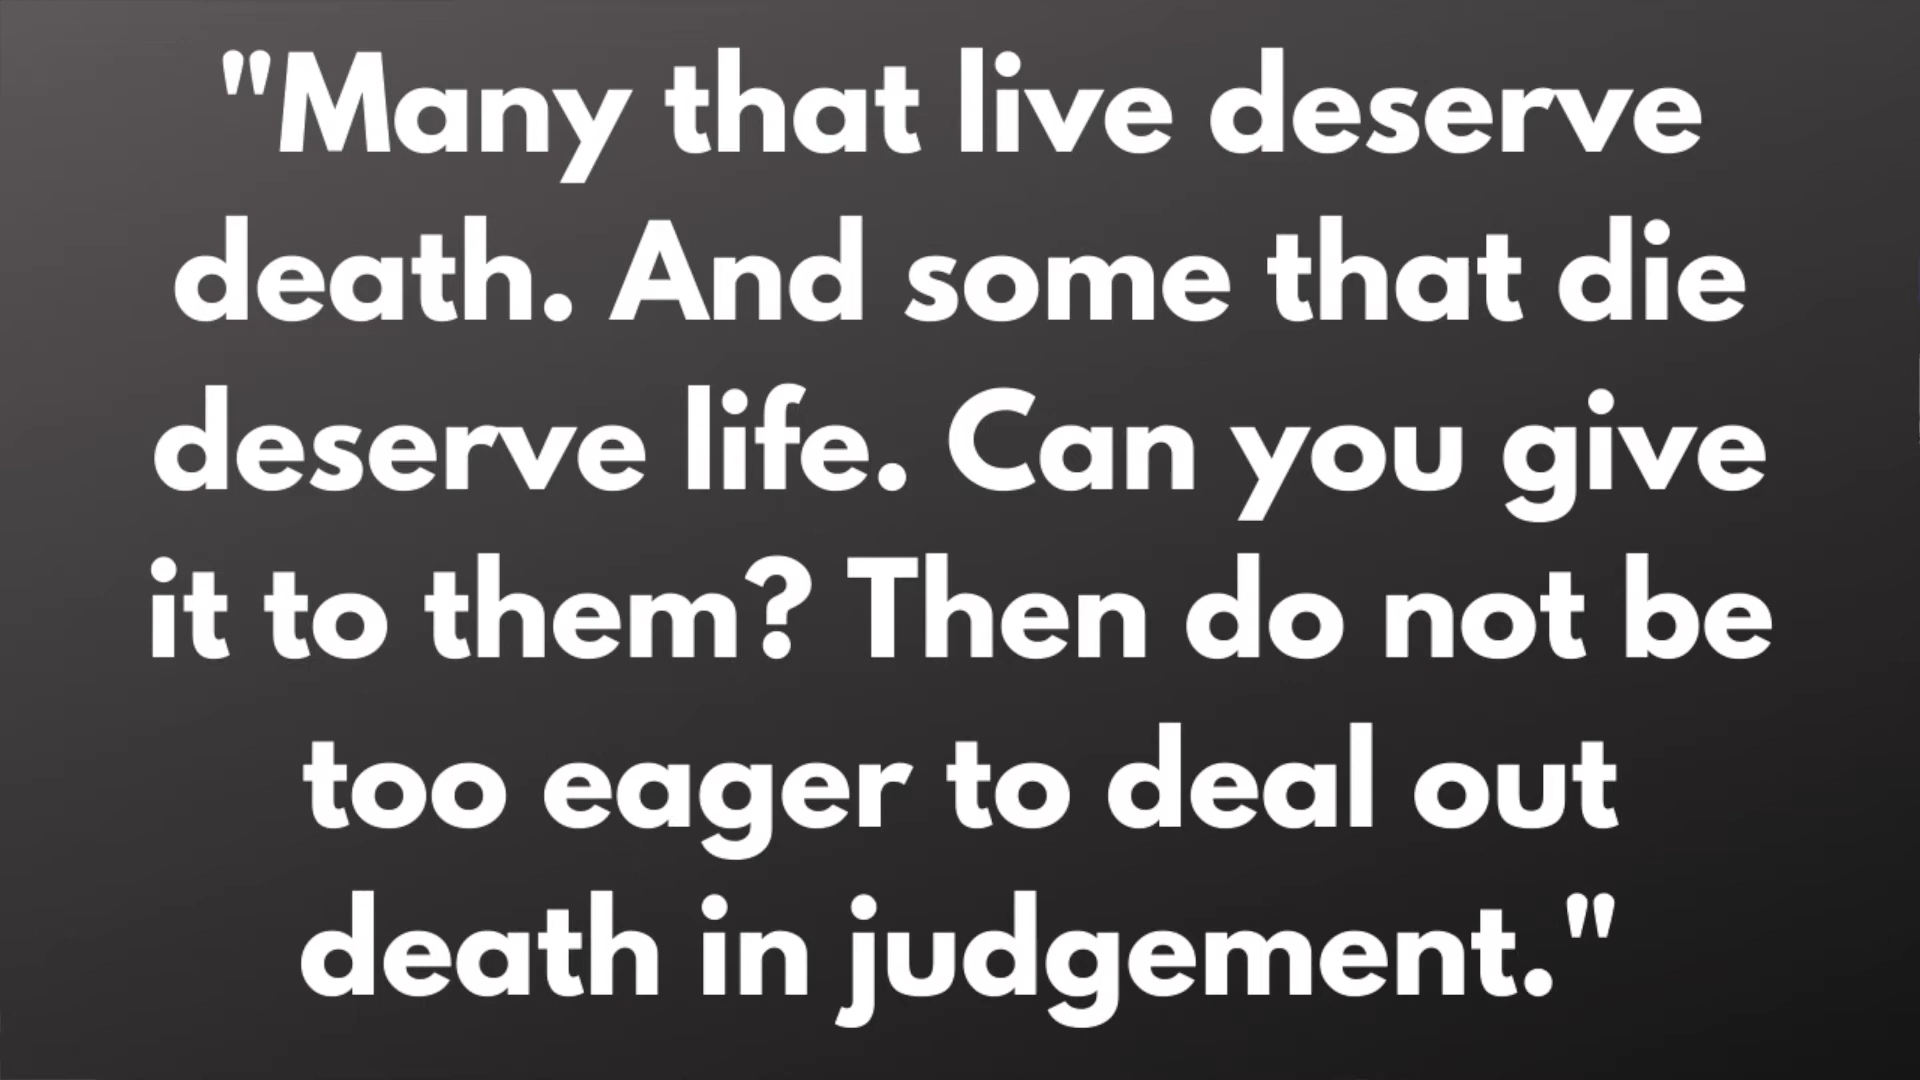 "Many that live deserve
death. And some that die
deserve life. Can you give
it to them? Then do not be
too eager to deal out
death in judgement."